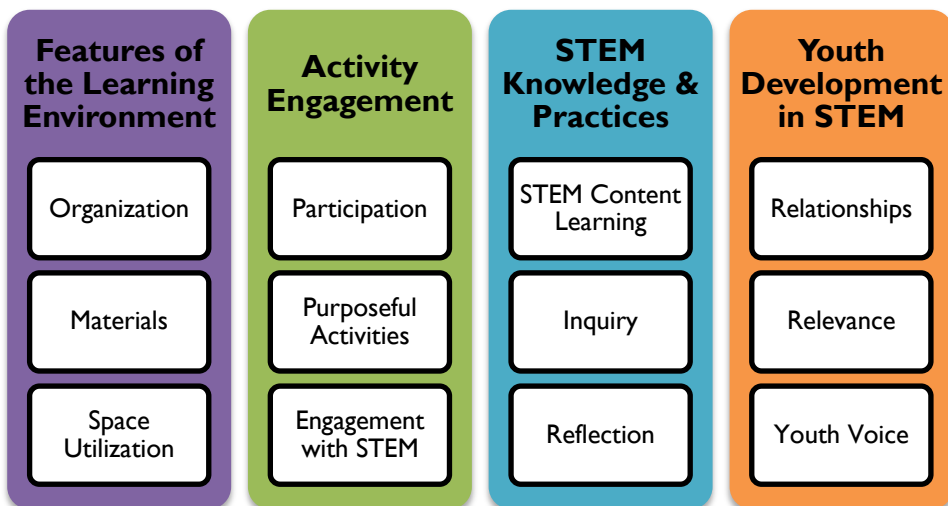 Features of
the Learning
Environment
Organization
Materials
Space
Utilization
Activity
Engagement
Participation
Purposeful
Activities
Engagement
with STEM
STEM
Knowledge &
Practices
STEM Content
Learning
Inquiry
Reflection
Youth
Development
in STEM
Relationships
Relevance
Youth Voice